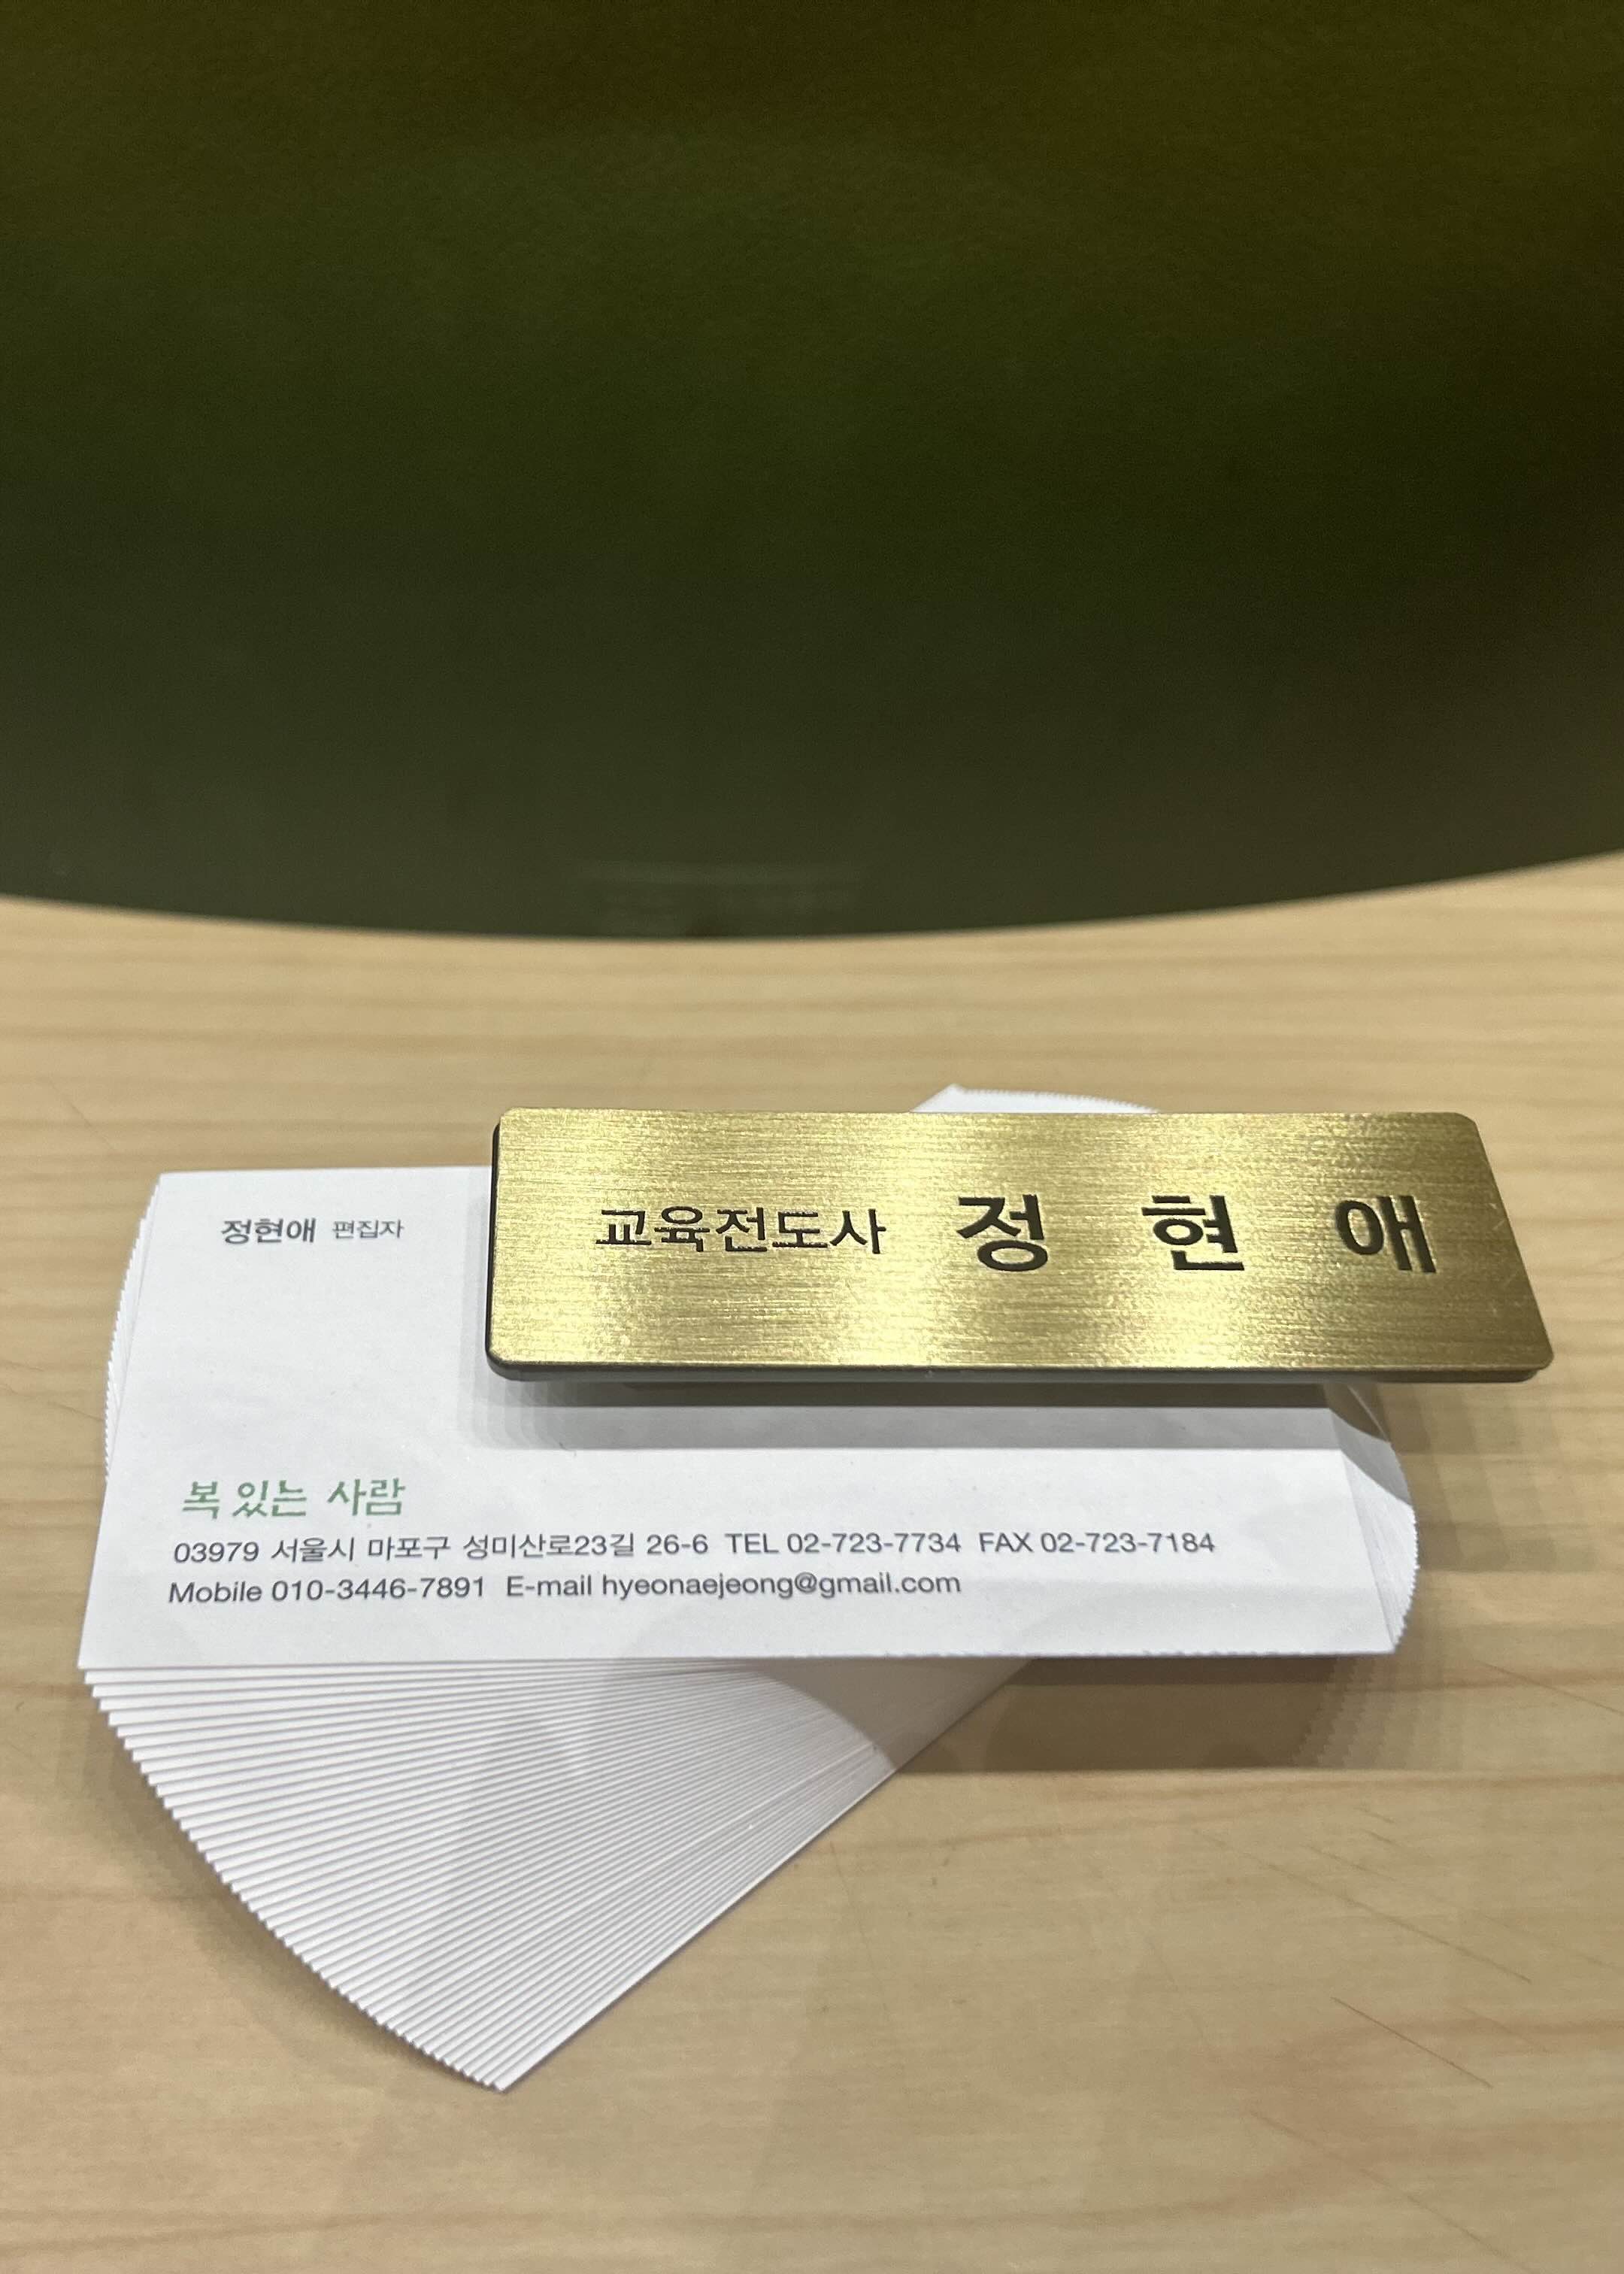 교육전도사 정 현 애
정현애 편집자
복 있는 사람
03979 서울시 마포구 성미산로23길 26-6 TEL 02-723-7734 FAX 02-723-7184
Mobile 010-3446-7891 E-mail hyeonaejeong@gmail.com